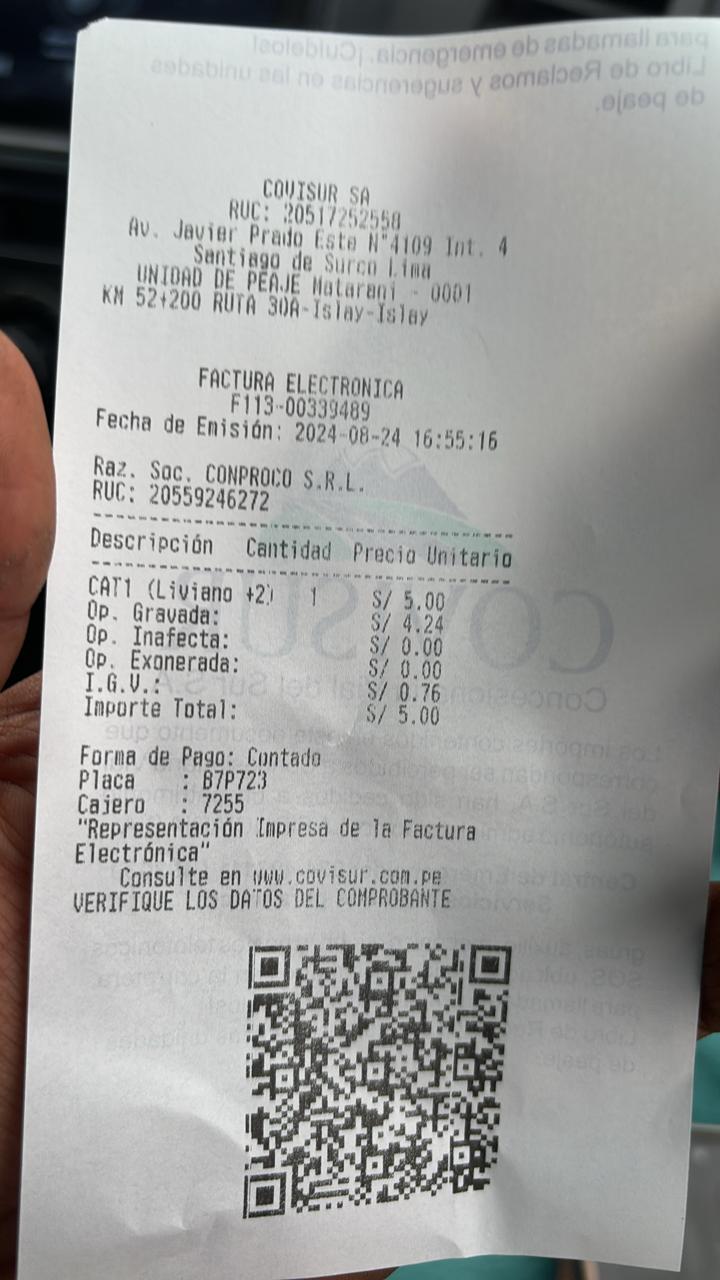 COVISUR SA
RUC: 20517252558
Av. Javier Prado Este N°4109 Int. 4
Santiago de Surco Lima
UNIDAD DE PEAJE Matarani - 0001
KM 52+200 RUTA 30A-Islay-Islay
FACTURA ELECTRONICA
F113-00339489
Fecha de Emisión: 2024-08-24 16:55:16
Raz. Soc. CONPROCO S.R.L.
RUC: 20559246272
Descripción Cantidad Precio Unitario
CAT1 (Liviano +2) 1 S/ 5.00
Op. Gravada: S/ 4.24
Op. Inafecta: S/ 0.00
Op. Exonerada: S/ 0.00
I.G.V.: S/ 0.76
Importe Total: S/ 5.00
Forma de Pago: Contado
Placa : B7P723
Cajero : 7255
"Representación Impresa de la Factura
Electrónica"
Consulte en www.covisur.com.pe
VERIFIQUE LOS DATOS DEL COMPROBANTE